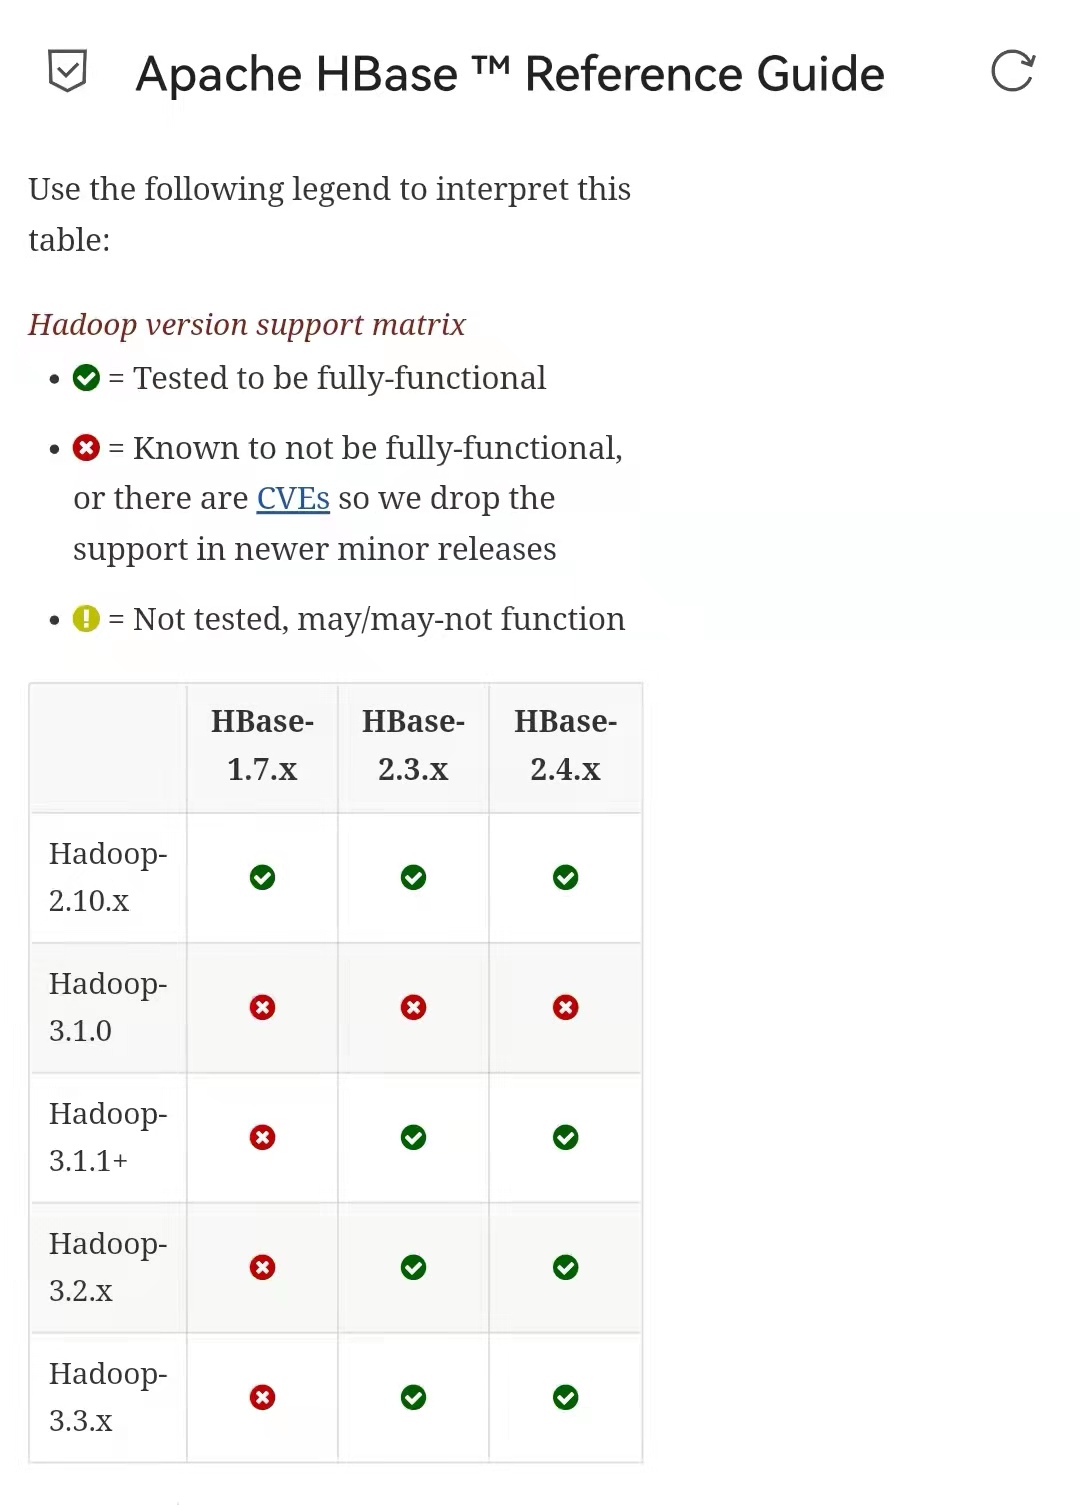 Apache HBase ™ Reference Guide
Use the following legend to interpret this
table:
Hadoop version support matrix
• = Tested to be fully-functional
• = Known to not be fully-functional,
or there are CVEs so we drop the
support in newer minor releases
• = Not tested, may/may-not function
HBase- HBase- HBase-
1.7.x 2.3.x 2.4.x
Hadoop-
2.10.x
Hadoop-
3.1.0
Hadoop-
3.1.1+
Hadoop-
3.2.x
Hadoop-
3.3.x